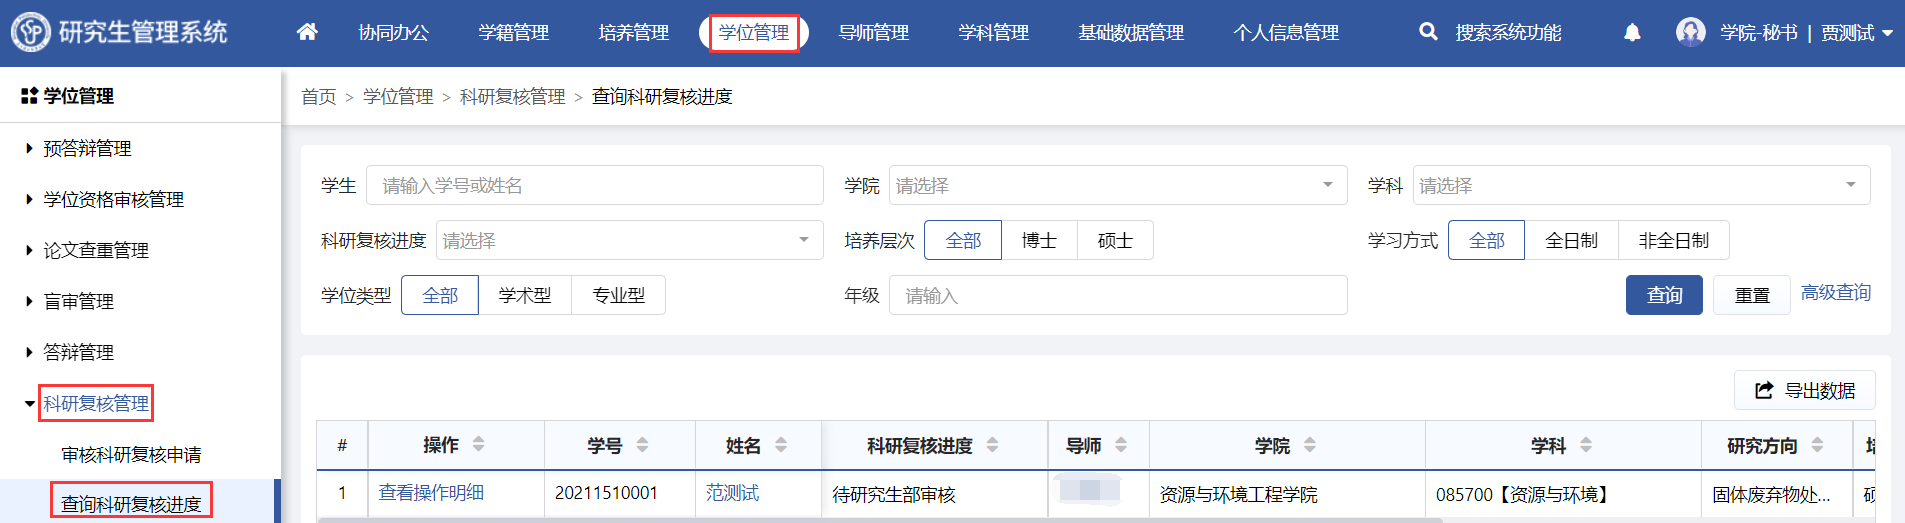 研究生管理系统
协同办公 学籍管理 培养管理 学位管理 导师管理 学科管理 基础数据管理 个人信息管理 搜索系统功能 学院-秘书 | 贾测试
学位管理
预答辩管理
学位资格审核管理
论文查重管理
盲审管理
答辩管理
科研复核管理
审核科研复核申请
查询科研复核进度
首页 > 学位管理 > 科研复核管理 > 查询科研复核进度
学生 请输入学号或姓名 学院 请选择 学科 请选择
科研复核进度 请选择 培养层次 全部 博士 硕士 学习方式 全部 全日制 非全日制
学位类型 全部 学术型 专业型 年级 请输入 查询 重置 高级查询
导出数据
# 操作 学号 姓名 科研复核进度 导师 学院 学科 研究方向
1 查看操作明细 20211510001 范测试 待研究生部审核 资源与环境工程学院 085700【资源与环境】 固体废弃物处...